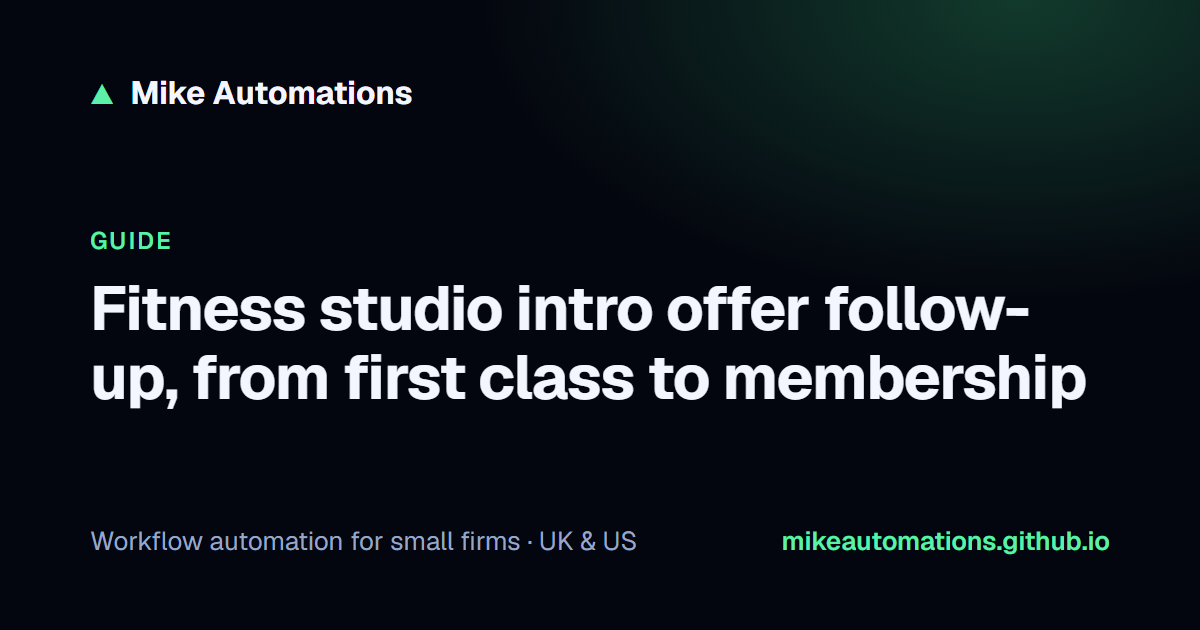 Mike Automations
GUIDE
Fitness studio intro offer follow-
up, from first class to membership
Workflow automation for small firms · UK & US
mikeautomations.github.io